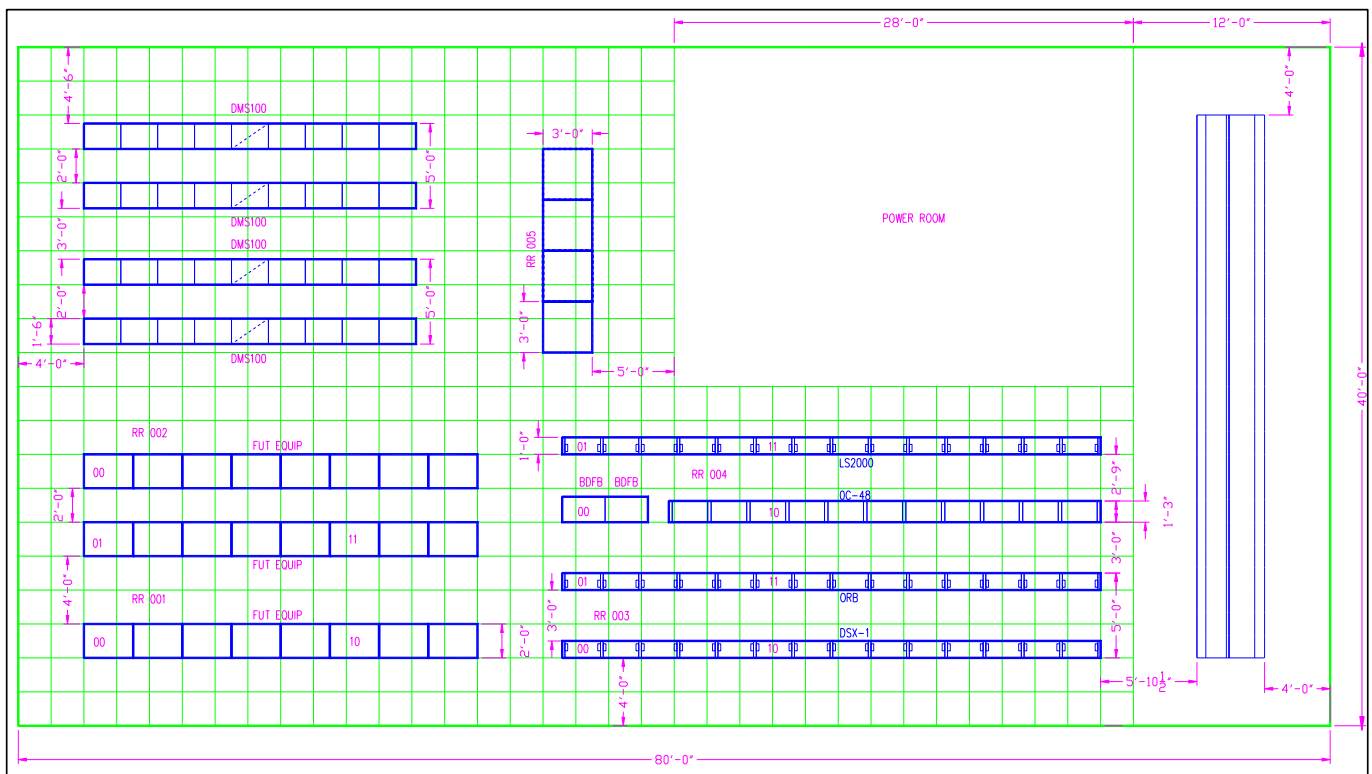 28'-0"
12'-0"
4'-6"
4'-0"
DMS100
3'-0"
2'-0"
5'-0"
DMS100
POWER ROOM
3'-0"
DMS100
RR 005
2'-0"
5'-0"
1'-6"
3'-0"
DMS100
4'-0"
5'-0"
40'-0"
RR 002
FUT EQUIP
1'-0"
01
11
LS2000
2'-9"
00
BDFB
BDFB
RR 004
OC-48
2'-0"
00
10
1'-3"
01
11
3'-0"
FUT EQUIP
01
11
4'-0"
ORB
RR 001
FUT EQUIP
3'-0"
RR 003
5'-0"
DSX-1
00
10
2'-0"
00
10
4'-0"
5'-10 1/2"
4'-0"
80'-0"